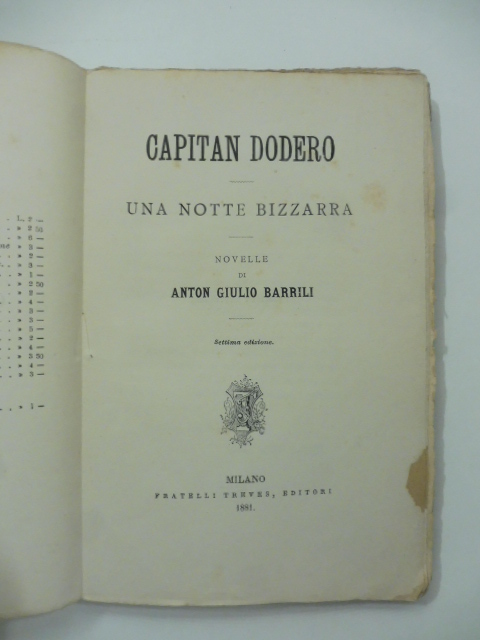 CAPITAN DODERO
UNA NOTTE BIZZARRA
NOVELLE
DI
ANTON GIULIO BARRILI
Settima edizione.
MILANO
FRATELLI TREVES, EDITORI
1881.